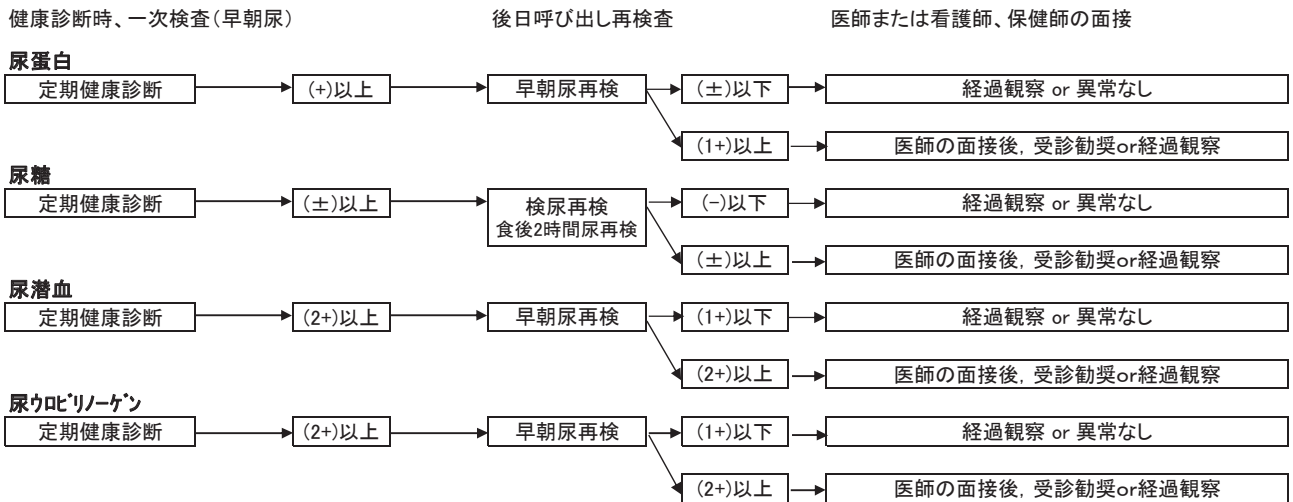 健康診断時、一次検査（早朝尿）　後日呼び出し再検査　医師または看護師、保健師の面接
尿蛋白
定期健康診断　(+)以上　早朝尿再検　(±)以下　経過観察 or 異常なし
(1+)以上　医師の面接後，受診勧奨or経過観察
尿糖
定期健康診断　(±)以上　検尿再検　(-)以下　経過観察 or 異常なし
食後2時間尿再検
(±)以上　医師の面接後，受診勧奨or経過観察
尿潜血
定期健康診断　(2+)以上　早朝尿再検　(1+)以下　経過観察 or 異常なし
(2+)以上　医師の面接後，受診勧奨or経過観察
尿ｳﾛﾋﾞﾘﾉｰｹﾞﾝ
定期健康診断　(2+)以上　早朝尿再検　(1+)以下　経過観察 or 異常なし
(2+)以上　医師の面接後，受診勧奨or経過観察